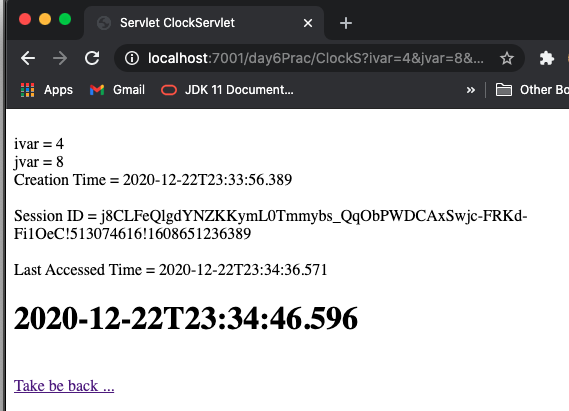 Servlet ClockServlet
localhost:7001/day6Prac/ClockS?ivar=4&jvar=8&...
Apps Gmail JDK 11 Document... » Other Bo
ivar = 4
jvar = 8
Creation Time = 2020-12-22T23:33:56.389
Session ID = j8CLFeQlgdYNZKKymL0Tmmybs_QqObPWDCAxSwjc-FRKd-
Fi1OeC!513074616!1608651236389
Last Accessed Time = 2020-12-22T23:34:36.571
2020-12-22T23:34:46.596
Take be back ...